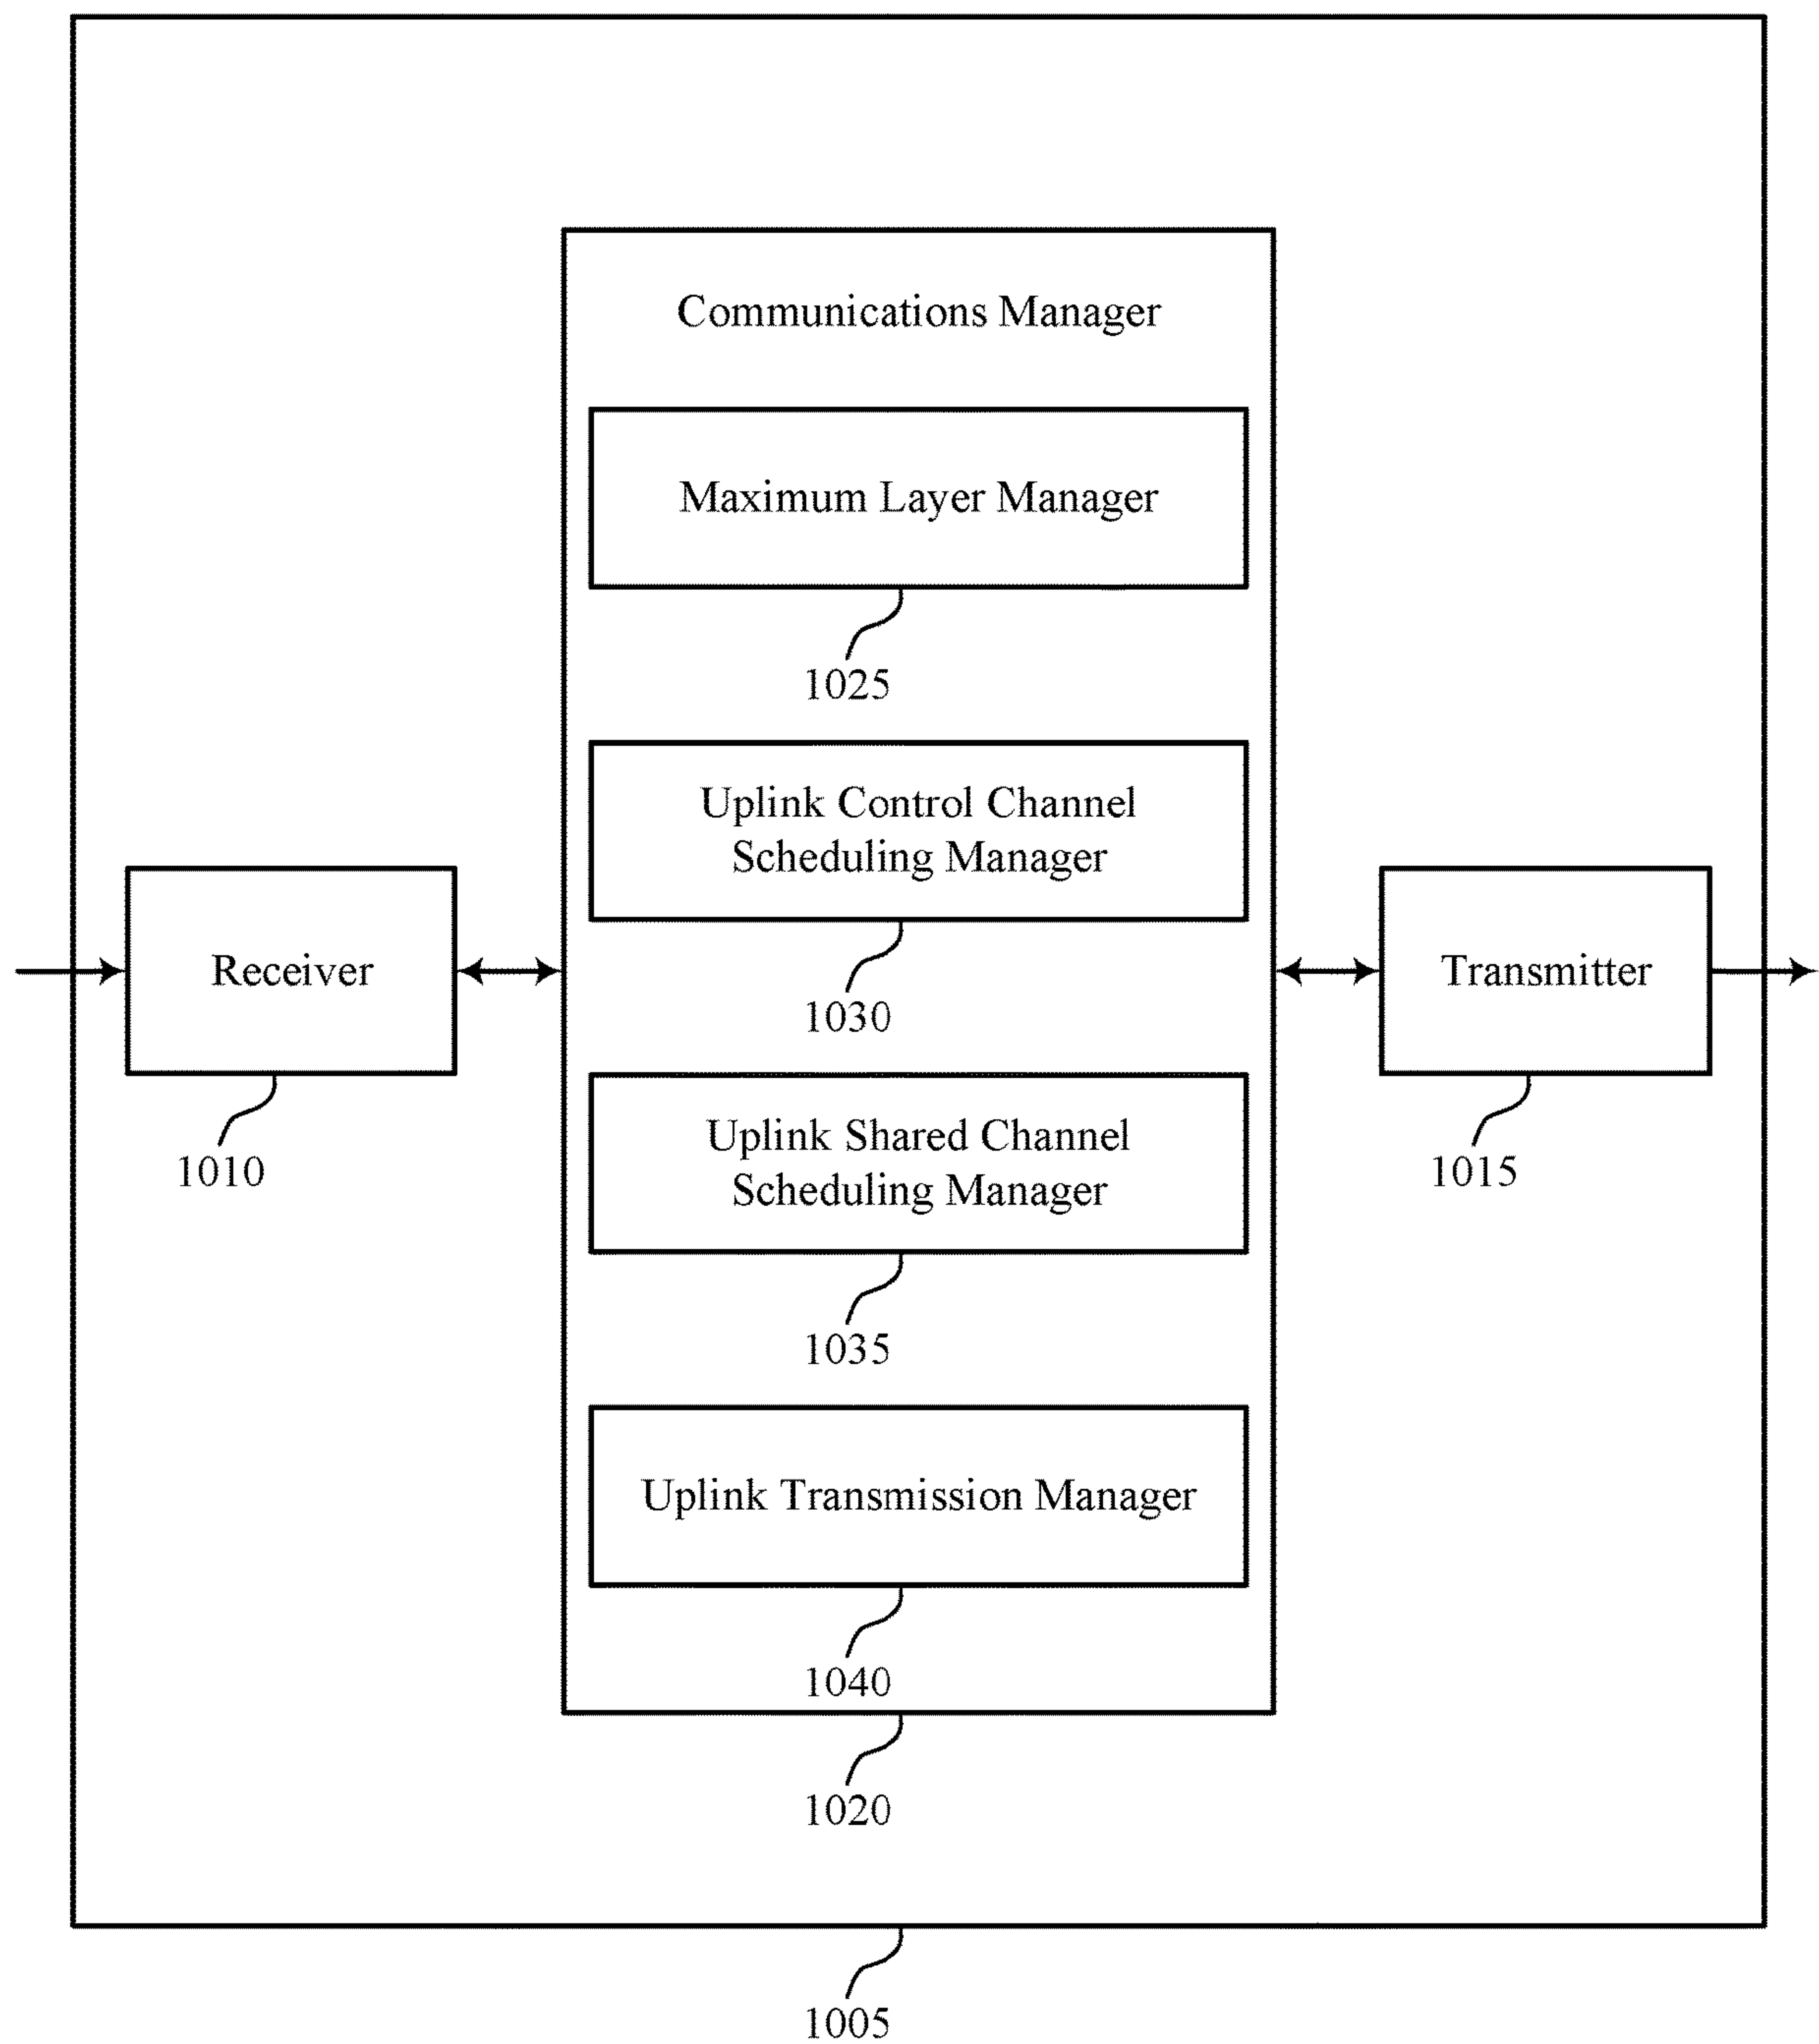 Communications Manager
Maximum Layer Manager
1025
Uplink Control Channel
Scheduling Manager
1030
Receiver
1010
Transmitter
1015
Uplink Shared Channel
Scheduling Manager
1035
Uplink Transmission Manager
1040
1020
1005